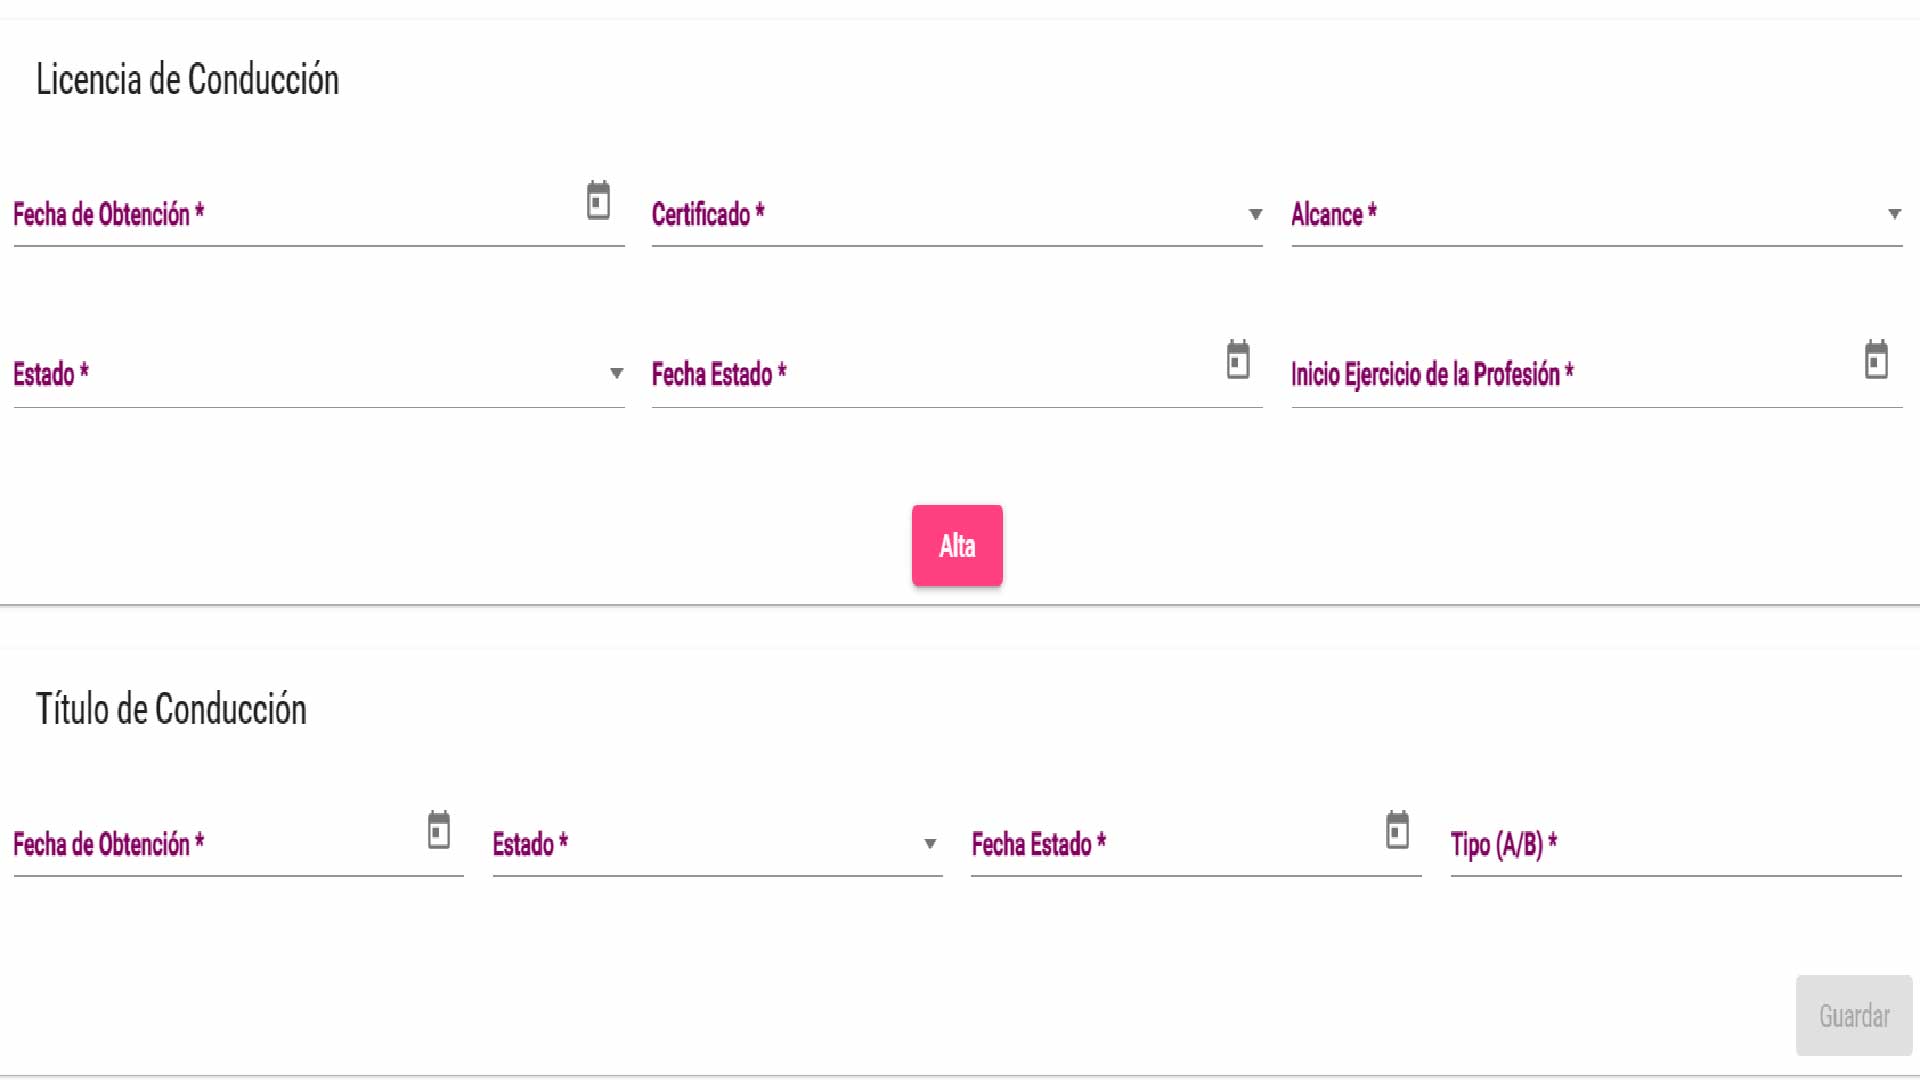 Licencia de Conducción
Fecha de Obtención * Certificado * Alcance *
Estado * Fecha Estado * Inicio Ejercicio de la Profesión *
Alta
Título de Conducción
Fecha de Obtención * Estado * Fecha Estado * Tipo (A/B) *
Guardar